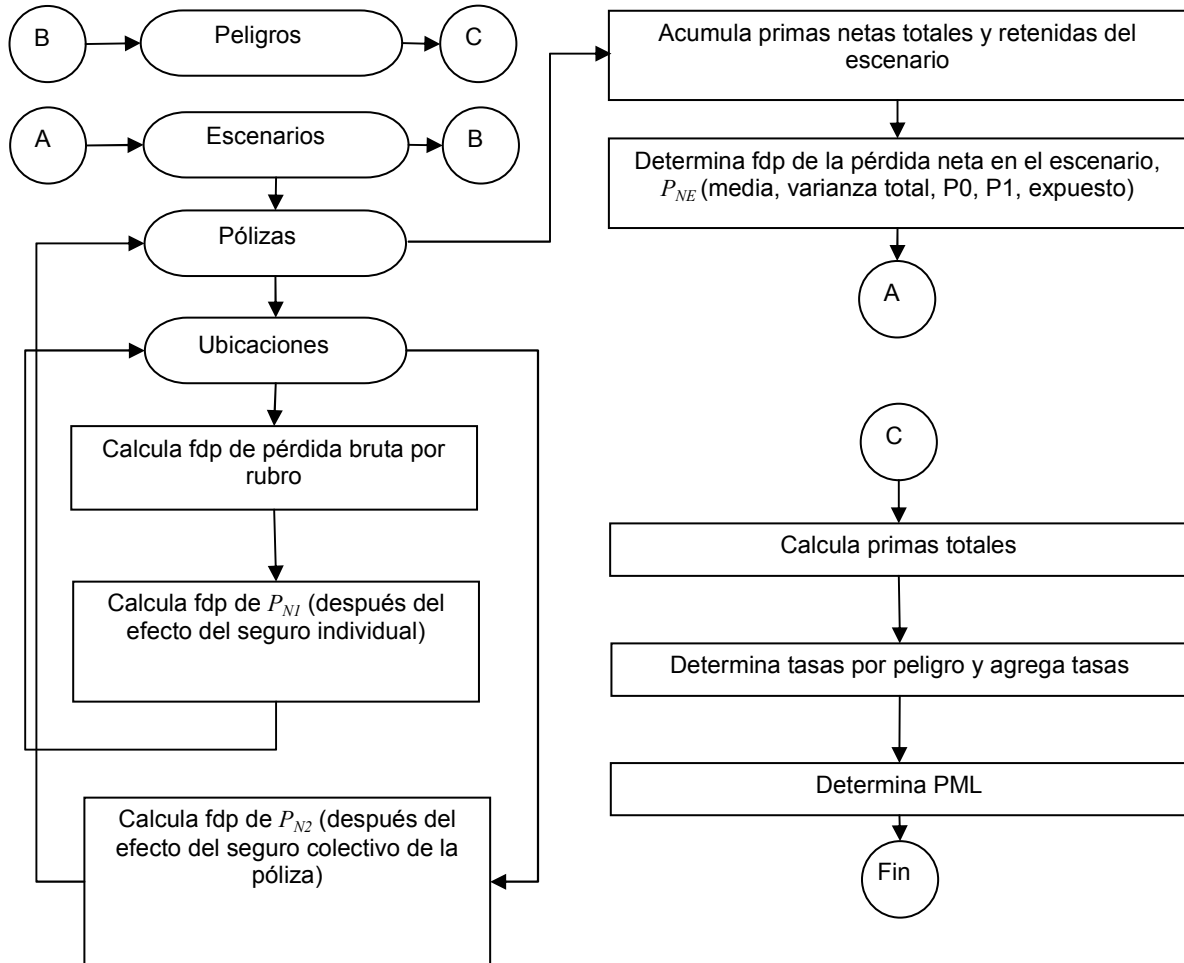 B
Peligros
C
A
Escenarios
B
Pólizas
Ubicaciones
Calcula fdp de pérdida bruta por
rubro
Calcula fdp de PN1 (después del
efecto del seguro individual)
Calcula fdp de PN2 (después del
efecto del seguro colectivo de la
póliza)
Acumula primas netas totales y retenidas del
escenario
Determina fdp de la pérdida neta en el escenario,
PNE (media, varianza total, P0, P1, expuesto)
A
C
Calcula primas totales
Determina tasas por peligro y agrega tasas
Determina PML
Fin